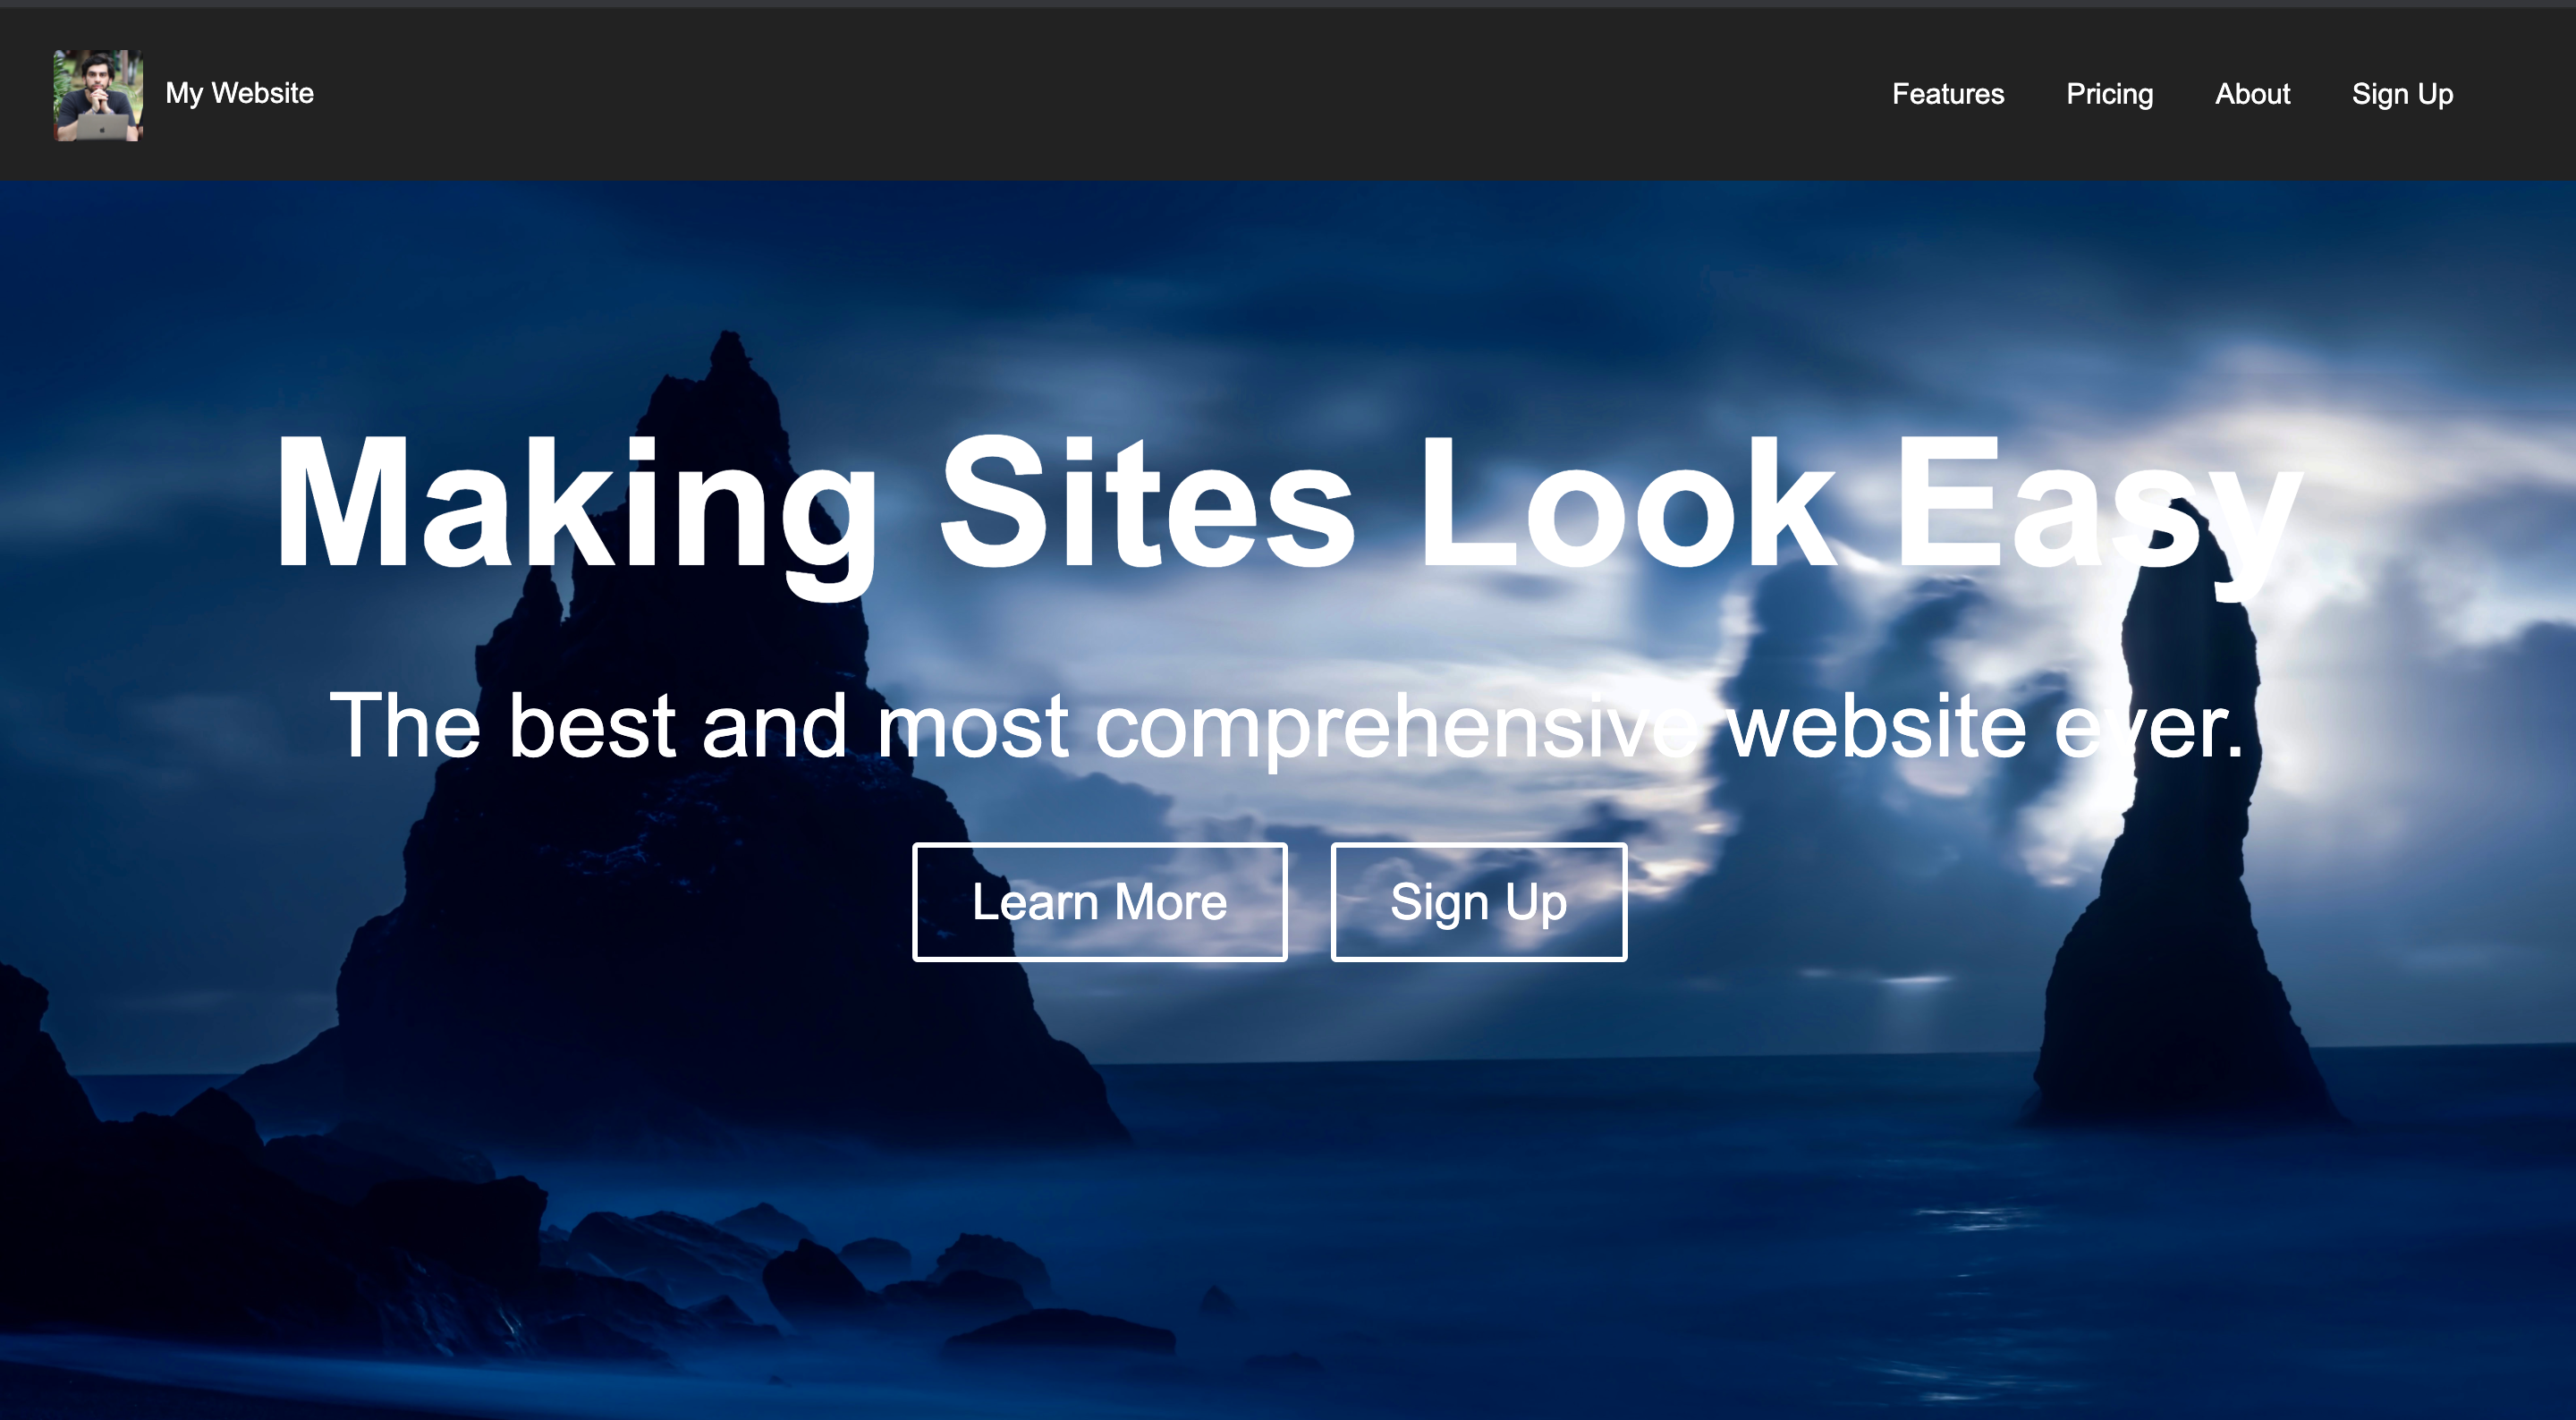 My Website
Features Pricing About Sign Up
Making Sites Look Easy
The best and most comprehensive website ever.
Learn More Sign Up